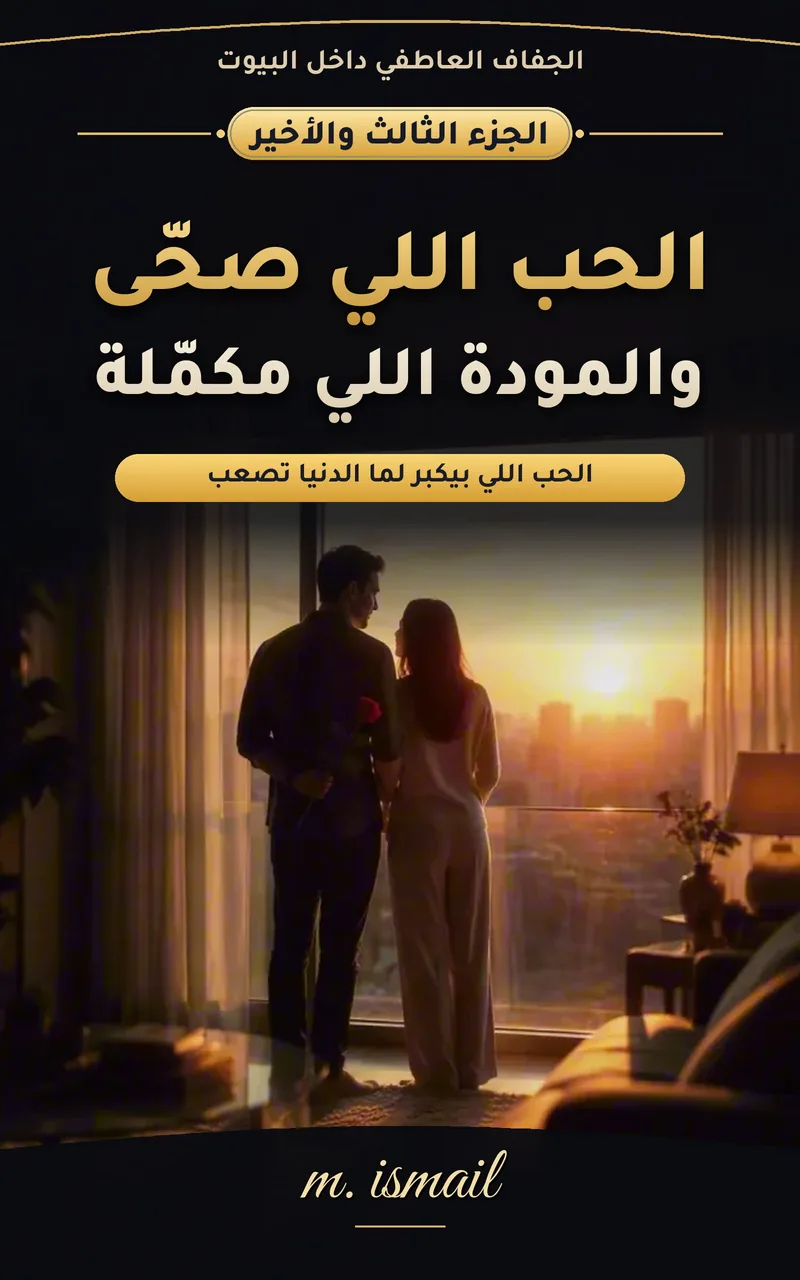 الجفاف العاطفي داخل البيوت
الجزء الثالث والأخير
الحب اللي صحّى
والمودة اللي مكمّلة
الحب اللي بيكبر لما الدنيا تصعب
m. ismail